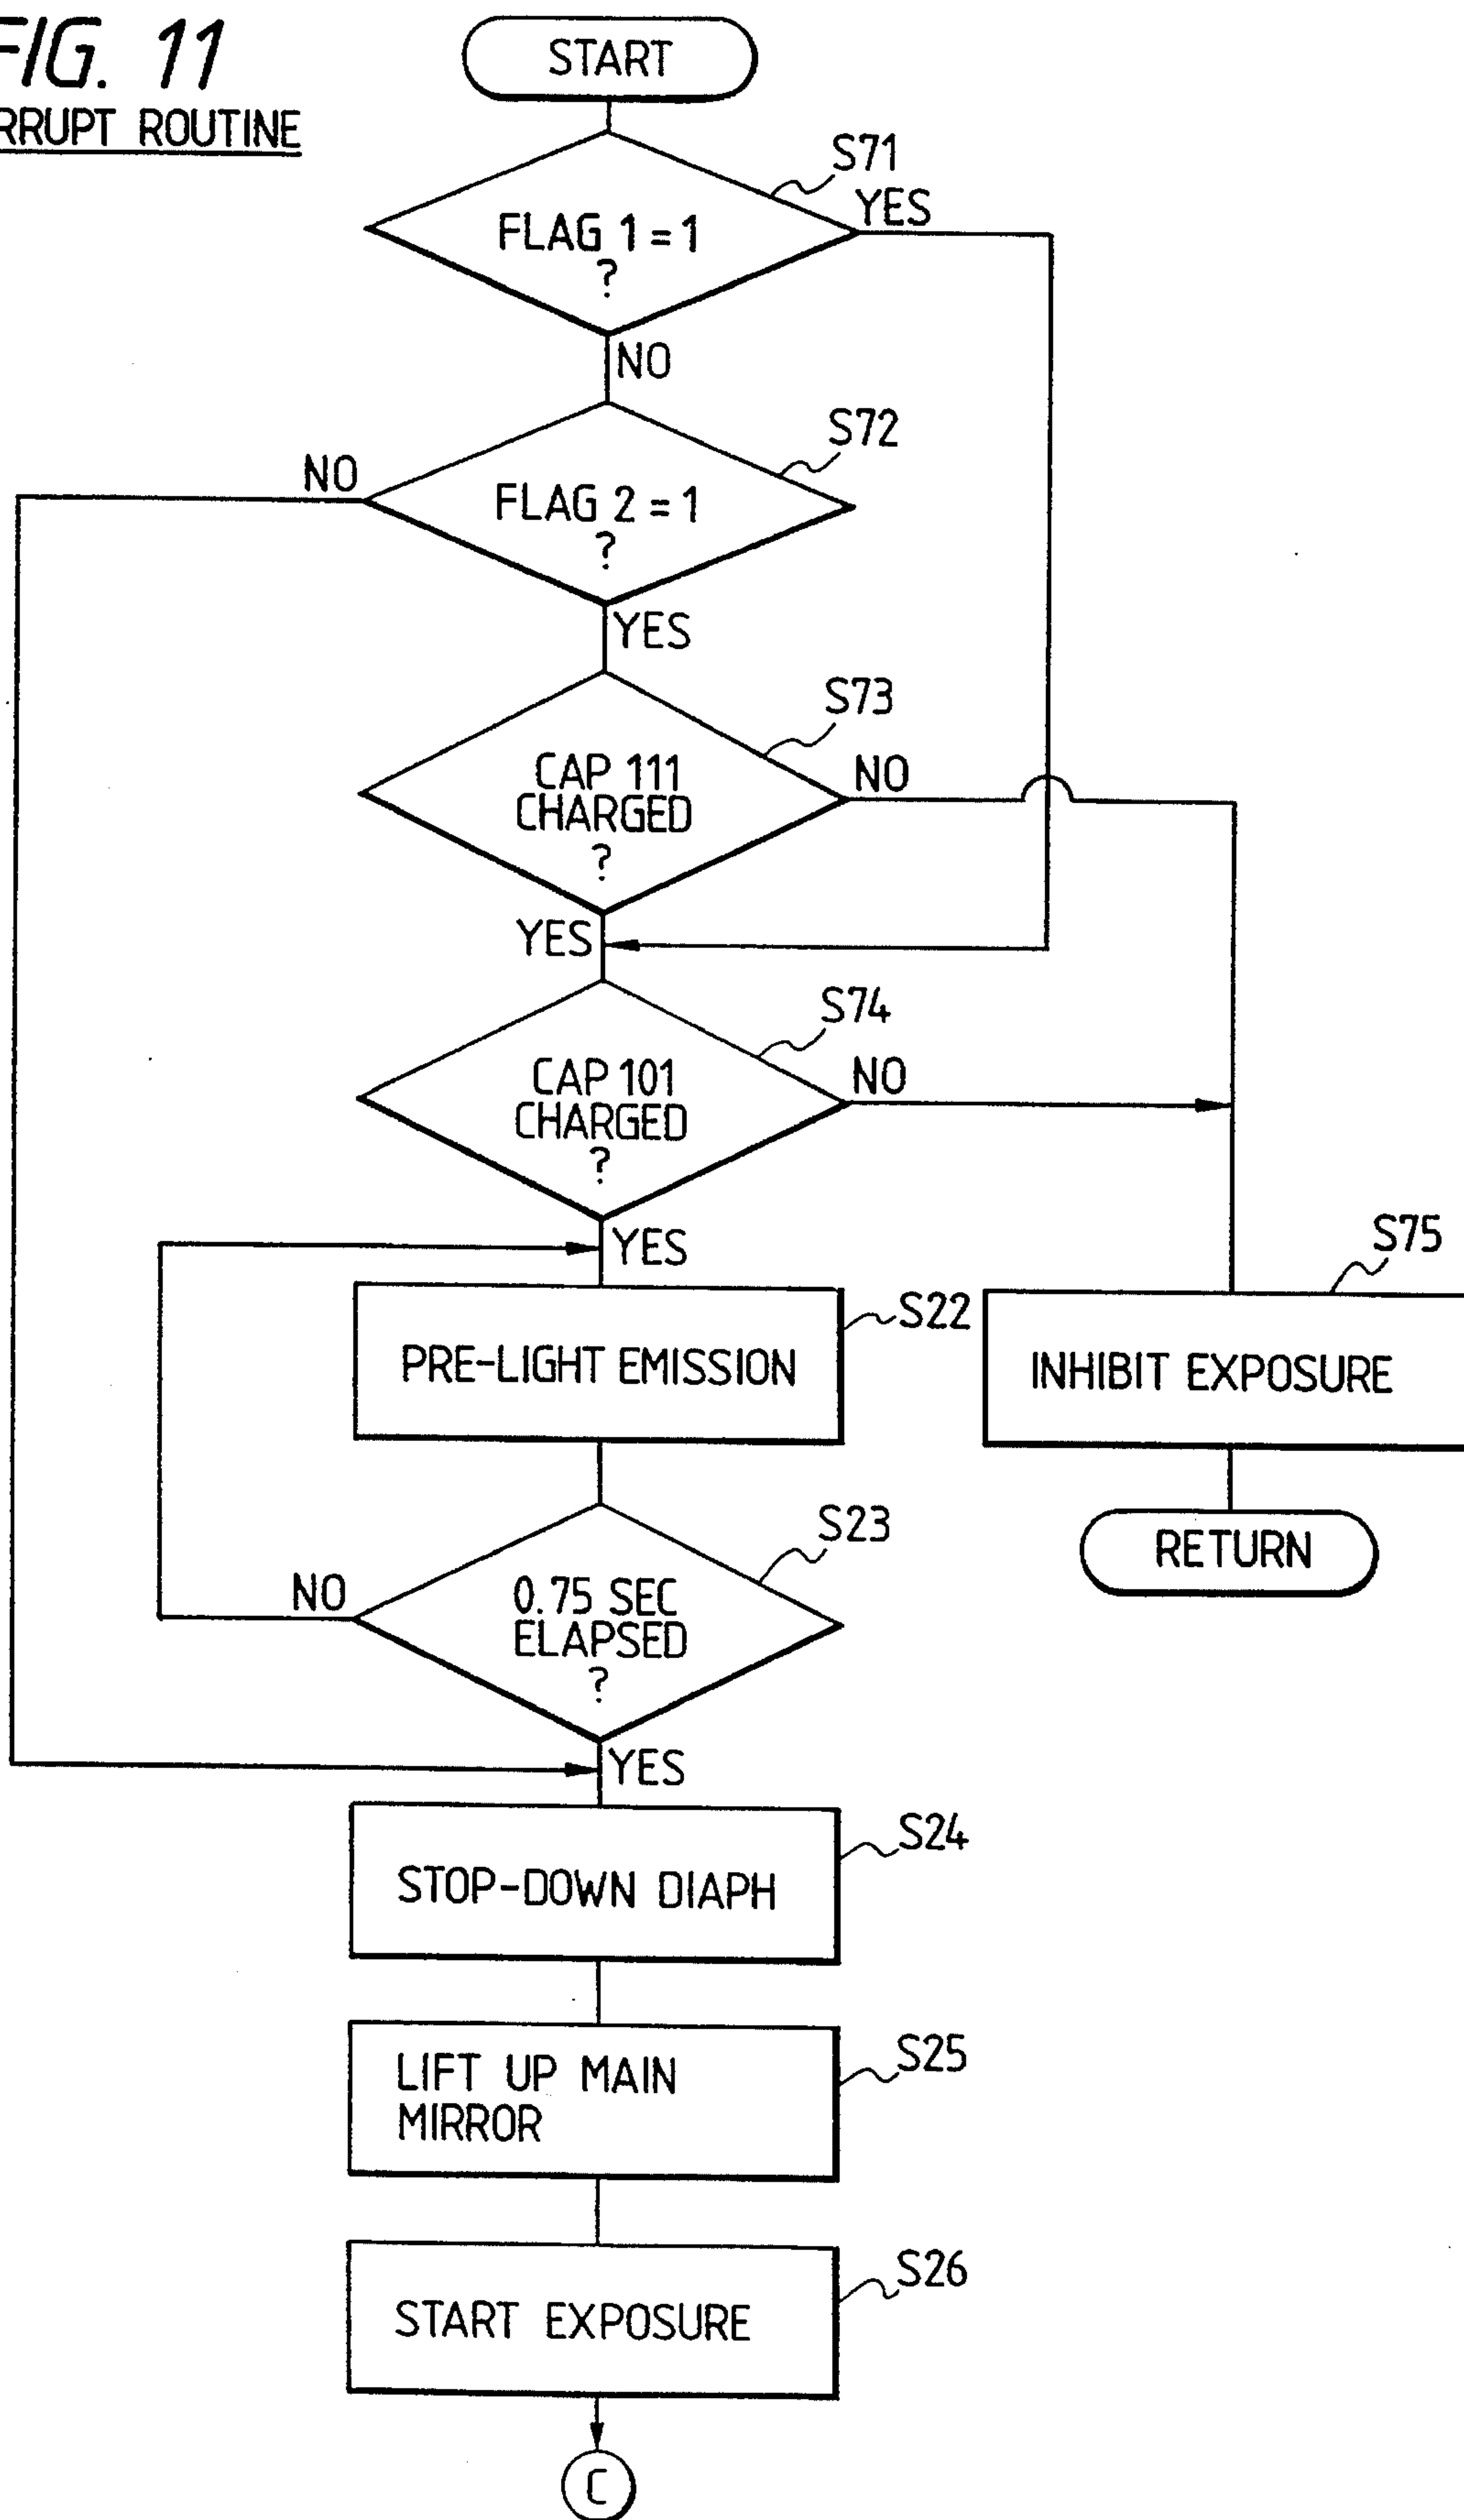 FIG. 11
RRUPT ROUTINE
START
S71
YES
FLAG 1 = 1
?
NO
S72
NO
FLAG 2 = 1
?
YES
S73
NO
CAP 111
CHARGED
?
YES
S74
NO
CAP 101
CHARGED
?
YES
S22
PRE-LIGHT EMISSION
S75
INHIBIT EXPOSURE
RETURN
S23
NO
0.75 SEC
ELAPSED
?
YES
S24
STOP-DOWN DIAPH
S25
LIFT UP MAIN
MIRROR
S26
START EXPOSURE
C